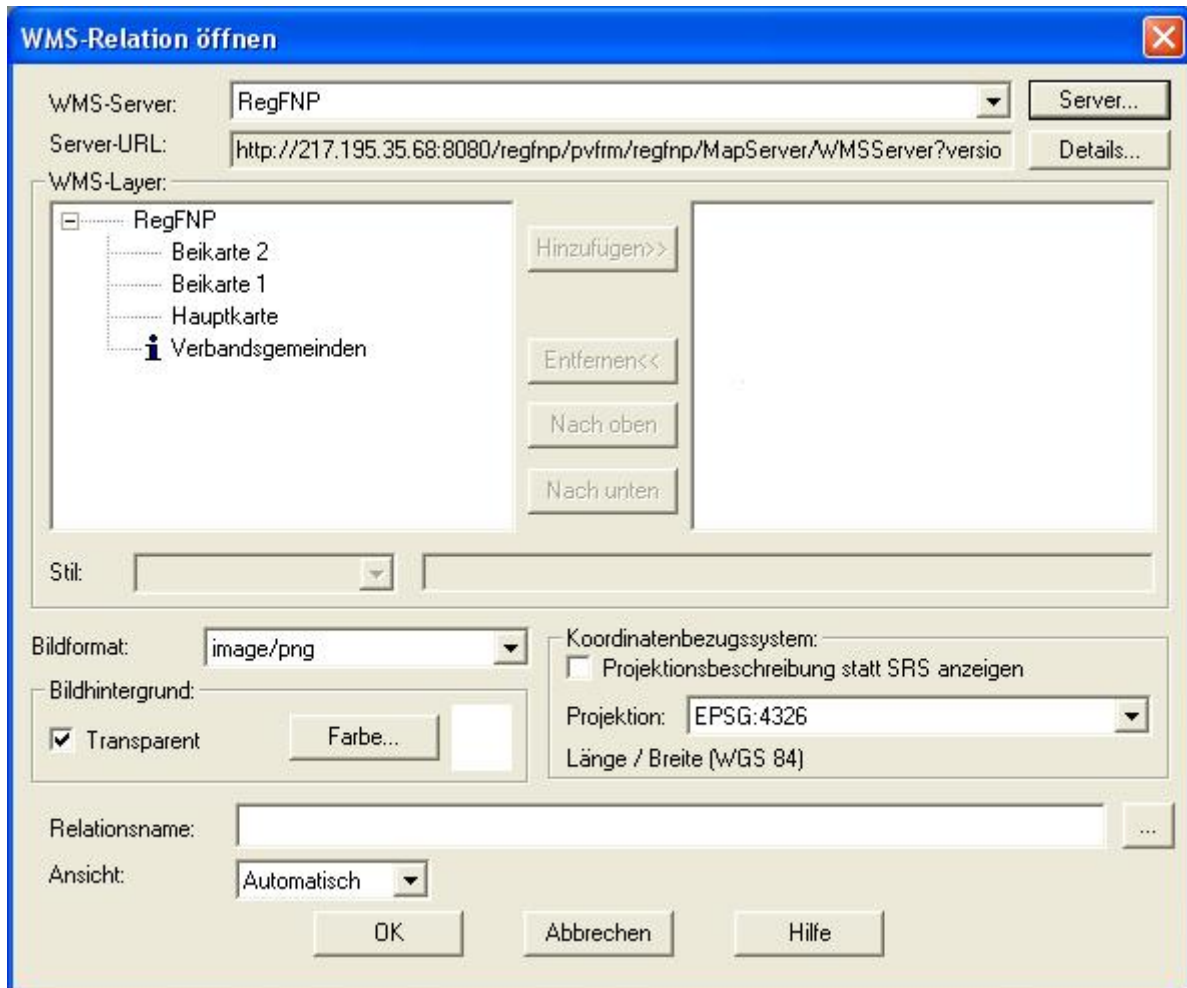 WMS-Relation öffnen
WMS-Server: RegFNP Server...
Server-URL: http://217.195.35.68:8080/regfnp/pvfrm/regfnp/MapServer/WMSServer?versio Details...
WMS-Layer:
RegFNP
Beikarte 2
Beikarte 1
Hauptkarte
Verbandsgemeinden
Hinzufügen>>
Entfernen<<
Nach oben
Nach unten
Stil:
Bildformat: image/png
Bildhintergrund:
Transparent Farbe...
Koordinatenbezugssystem:
Projektionsbeschreibung statt SRS anzeigen
Projektion: EPSG:4326
Länge / Breite (WGS 84)
Relationsname: ...
Ansicht: Automatisch
OK Abbrechen Hilfe